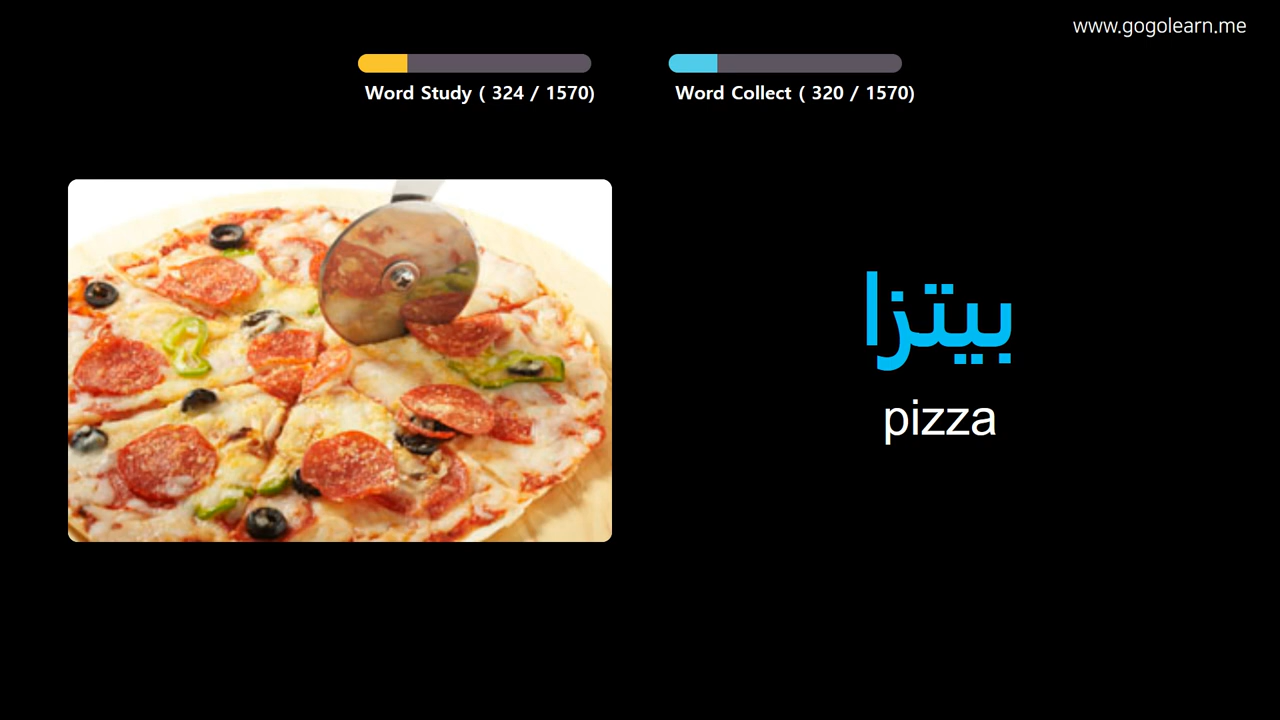 www.gogolearn.me
Word Study ( 324 / 1570)
Word Collect ( 320 / 1570)
بيتزا
pizza